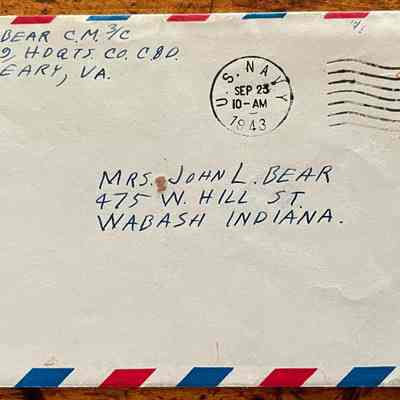 BEAR C.M. 3/C
9, HDQTS. CO. CBD.
EARY, VA.
U.S. NAVY
SEP 23
10-AM
1943
MRS. JOHN L. BEAR
475 W. HILL ST.
WABASH INDIANA.